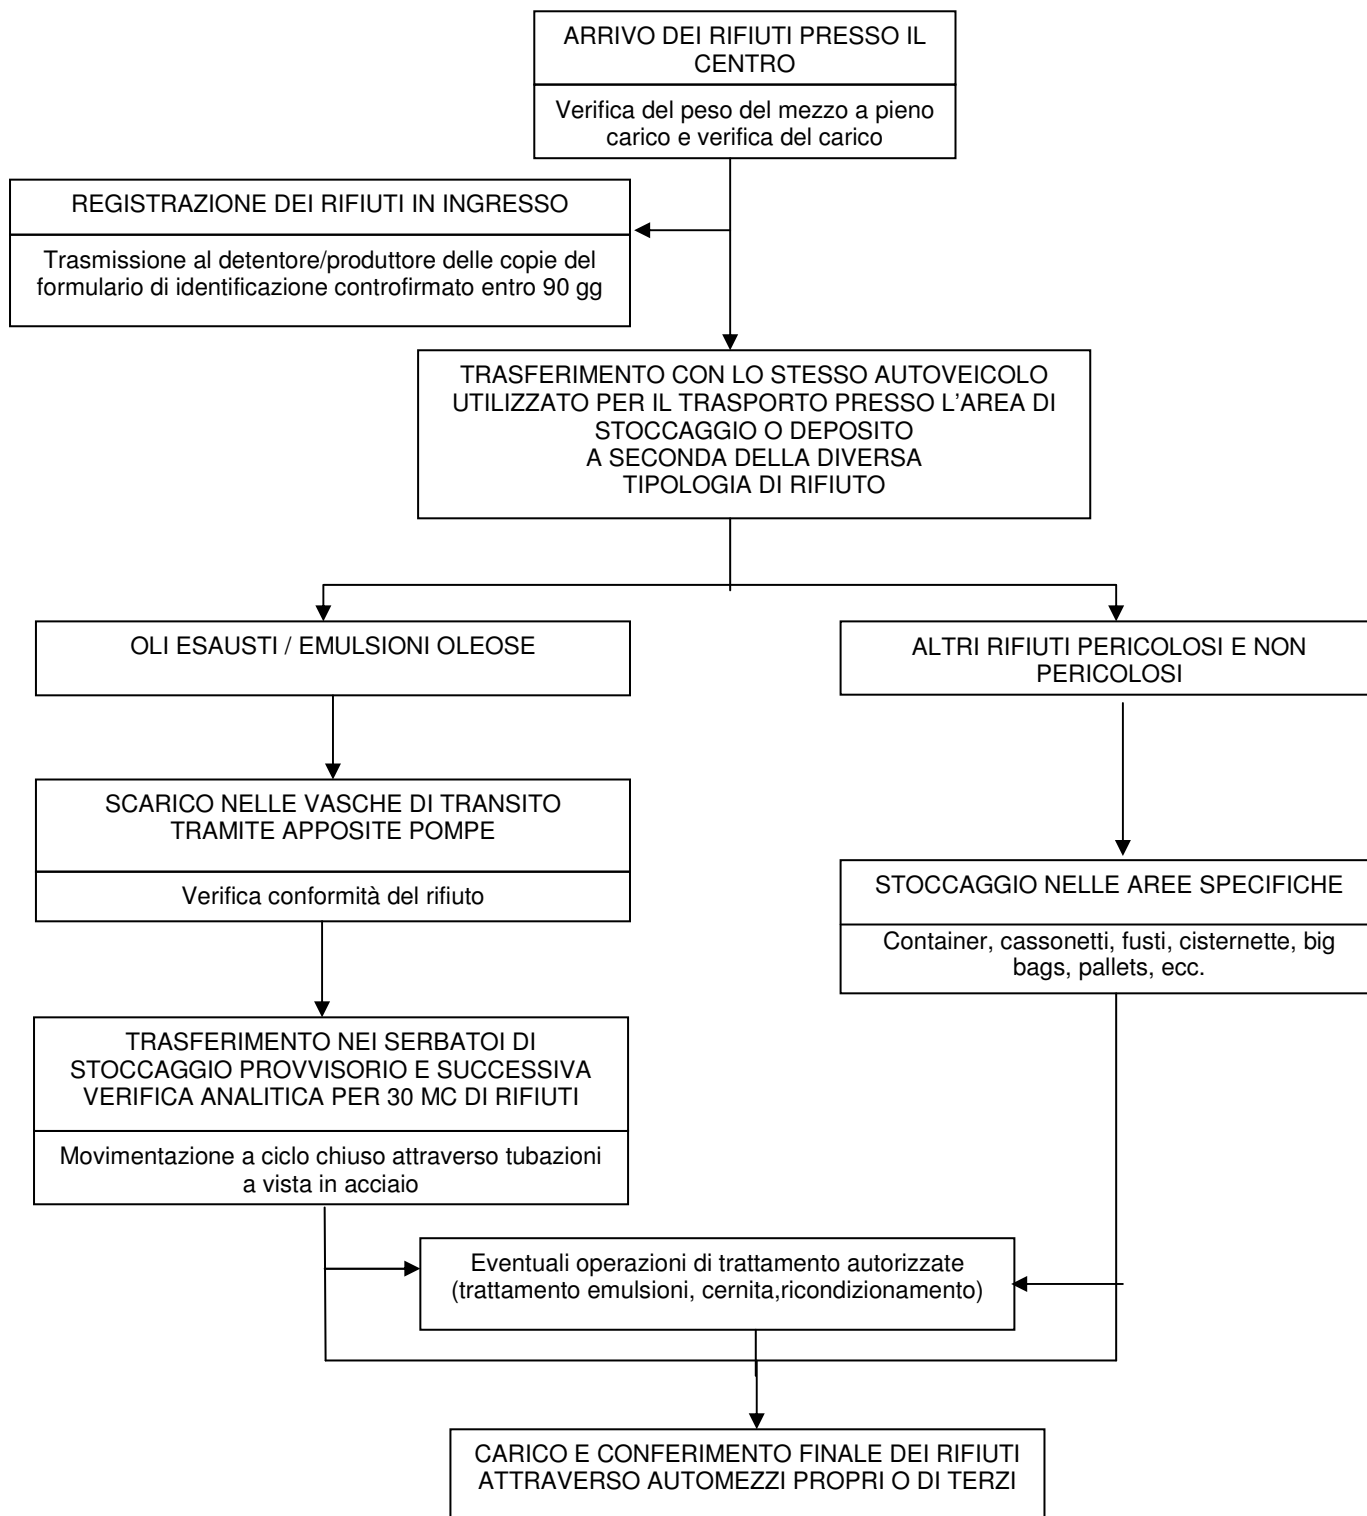 ARRIVO DEI RIFIUTI PRESSO IL
CENTRO
Verifica del peso del mezzo a pieno
carico e verifica del carico
REGISTRAZIONE DEI RIFIUTI IN INGRESSO
Trasmissione al detentore/produttore delle copie del
formulario di identificazione controfirmato entro 90 gg
TRASFERIMENTO CON LO STESSO AUTOVEICOLO
UTILIZZATO PER IL TRASPORTO PRESSO L'AREA DI
STOCCAGGIO O DEPOSITO
A SECONDA DELLA DIVERSA
TIPOLOGIA DI RIFIUTO
OLI ESAUSTI / EMULSIONI OLEOSE
ALTRI RIFIUTI PERICOLOSI E NON
PERICOLOSI
SCARICO NELLE VASCHE DI TRANSITO
TRAMITE APPOSITE POMPE
Verifica conformità del rifiuto
STOCCAGGIO NELLE AREE SPECIFICHE
Container, cassonetti, fusti, cisternette, big
bags, pallets, ecc.
TRASFERIMENTO NEI SERBATOI DI
STOCCAGGIO PROVVISORIO E SUCCESSIVA
VERIFICA ANALITICA PER 30 MC DI RIFIUTI
Movimentazione a ciclo chiuso attraverso tubazioni
a vista in acciaio
Eventuali operazioni di trattamento autorizzate
(trattamento emulsioni, cernita,ricondizionamento)
CARICO E CONFERIMENTO FINALE DEI RIFIUTI
ATTRAVERSO AUTOMEZZI PROPRI O DI TERZI